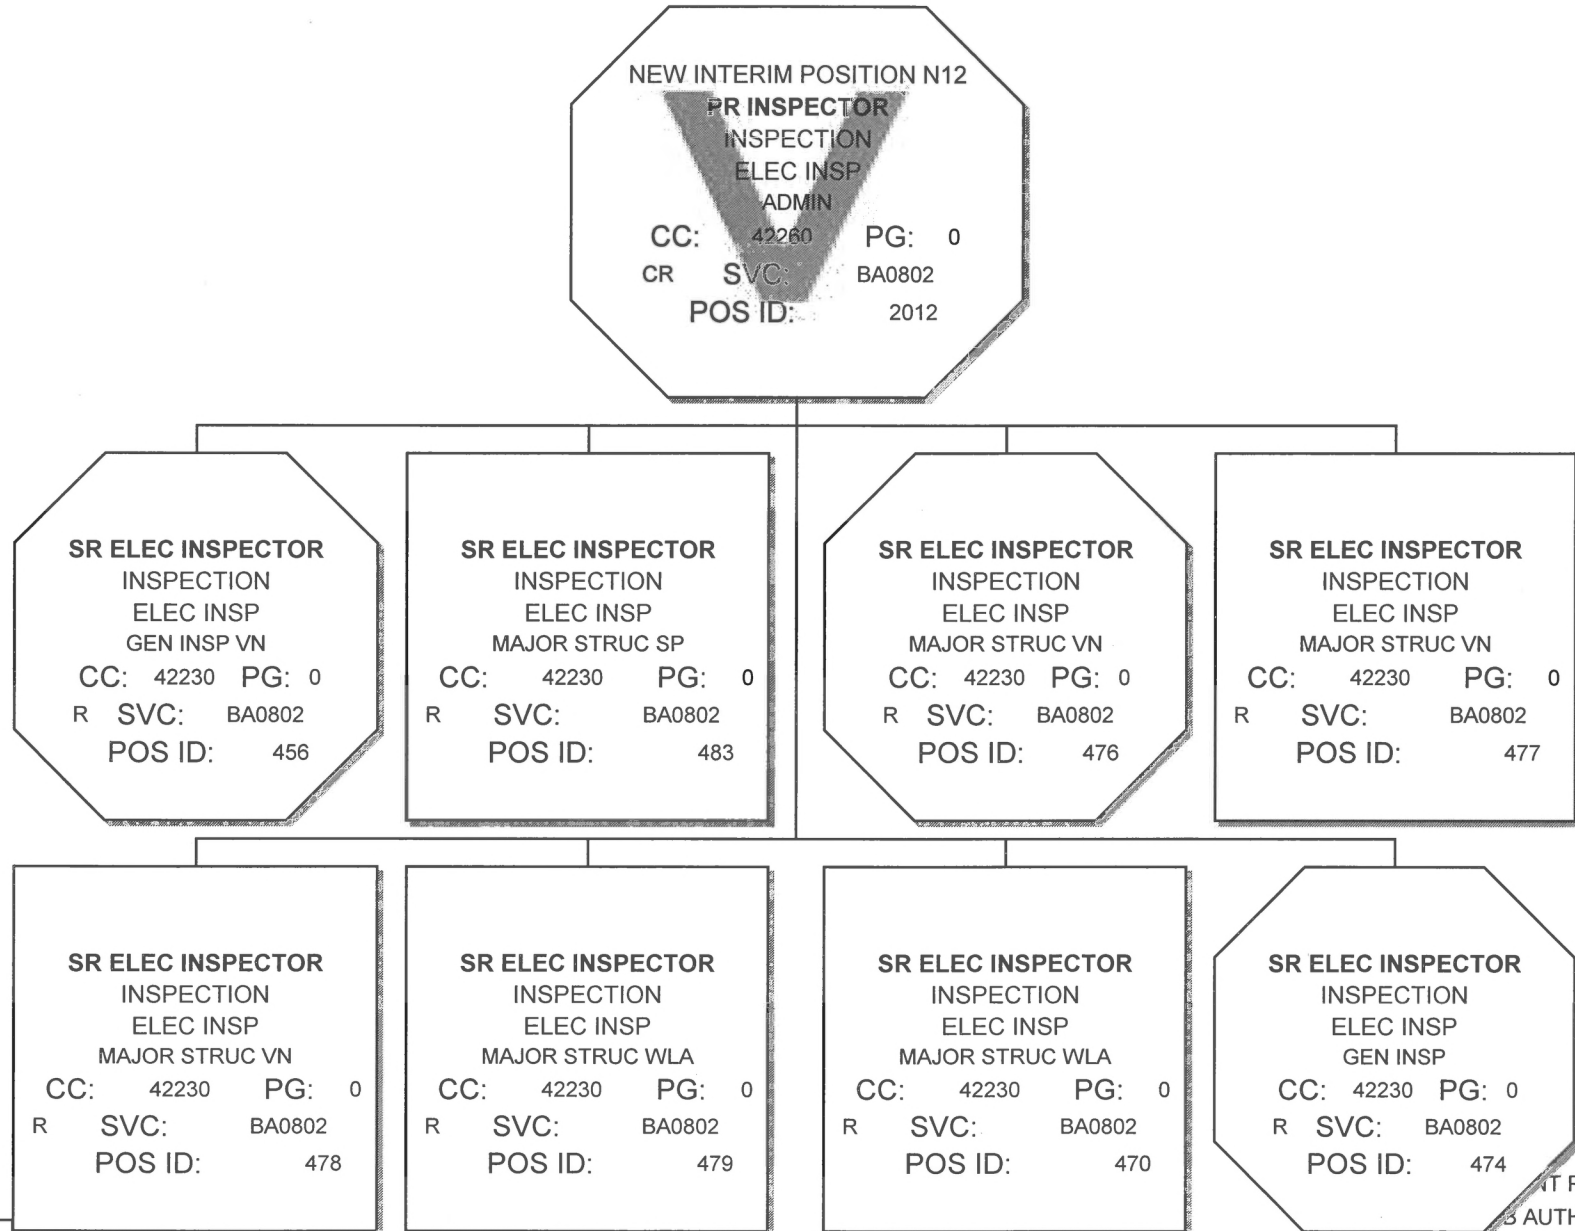 NEW INTERIM POSITION N12
PR INSPECTOR
INSPECTION
ELEC INSP
ADMIN
CC: 42260 PG: 0
CR SVC: BA0802
POS ID: 2012
SR ELEC INSPECTOR
INSPECTION
ELEC INSP
GEN INSP VN
CC: 42230 PG: 0
R SVC: BA0802
POS ID: 456
SR ELEC INSPECTOR
INSPECTION
ELEC INSP
MAJOR STRUC SP
CC: 42230 PG: 0
R SVC: BA0802
POS ID: 483
SR ELEC INSPECTOR
INSPECTION
ELEC INSP
MAJOR STRUC VN
CC: 42230 PG: 0
R SVC: BA0802
POS ID: 476
SR ELEC INSPECTOR
INSPECTION
ELEC INSP
MAJOR STRUC VN
CC: 42230 PG: 0
R SVC: BA0802
POS ID: 477
SR ELEC INSPECTOR
INSPECTION
ELEC INSP
MAJOR STRUC VN
CC: 42230 PG: 0
R SVC: BA0802
POS ID: 478
SR ELEC INSPECTOR
INSPECTION
ELEC INSP
MAJOR STRUC WLA
CC: 42230 PG: 0
R SVC: BA0802
POS ID: 479
SR ELEC INSPECTOR
INSPECTION
ELEC INSP
MAJOR STRUC WLA
CC: 42230 PG: 0
R SVC: BA0802
POS ID: 470
SR ELEC INSPECTOR
INSPECTION
ELEC INSP
GEN INSP
CC: 42230 PG: 0
R SVC: BA0802
POS ID: 474